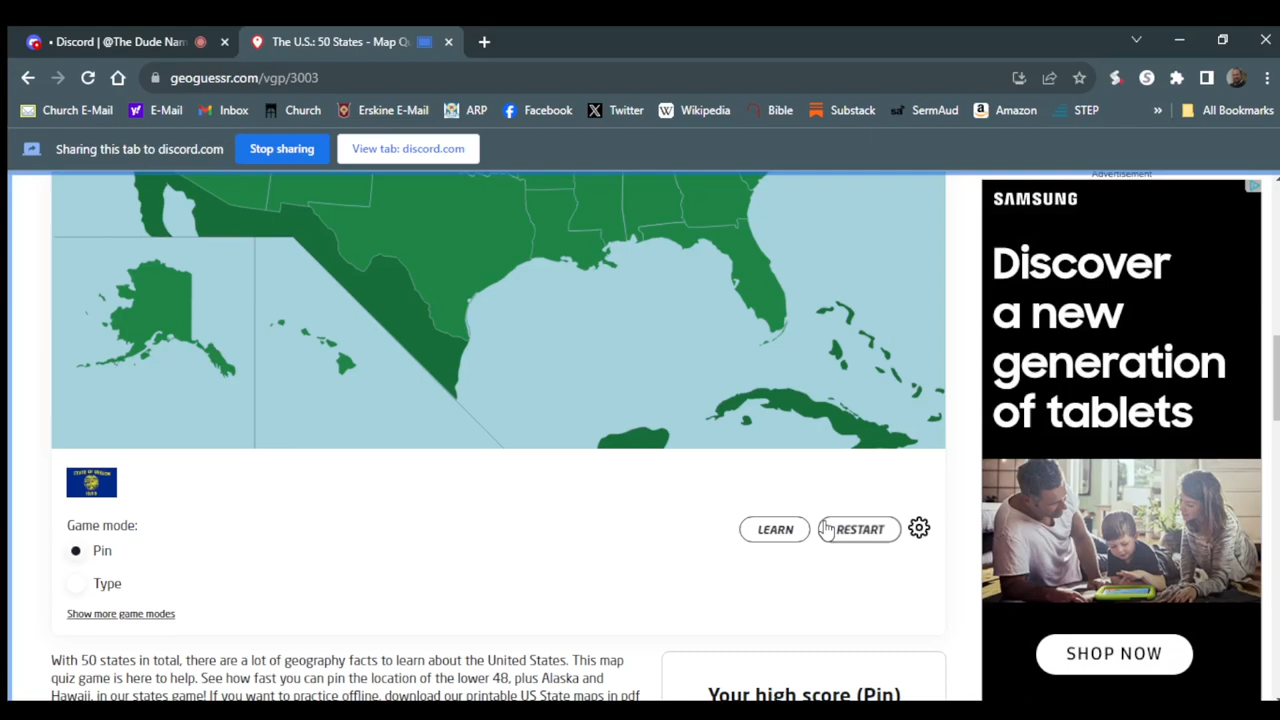 Discord | @The Dude Nam
The U.S.: 50 States - Map Q
geoguessr.com/vgp/3003
Church E-Mail
E-Mail
Inbox
Church
Erskine E-Mail
ARP
Facebook
Twitter
Wikipedia
Bible
Substack
SermAud
Amazon
STEP
»
All Bookmarks
Sharing this tab to discord.com
Stop sharing
View tab: discord.com
Advertisement
SAMSUNG
Discover
a new
generation
of tablets
SHOP NOW
STATE OF OREGON
1859
Game mode:
Pin
Type
Show more game modes
LEARN
RESTART
With 50 states in total, there are a lot of geography facts to learn about the United States. This map
quiz game is here to help. See how fast you can pin the location of the lower 48, plus Alaska and
Hawaii, in our states game! If you want to practice offline, download our printable US State maps in pdf
Your high score (Pin)